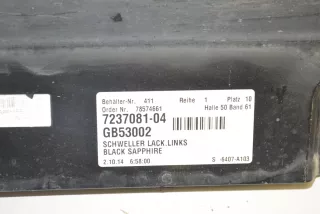 Behälter-Nr. 411 Reihe 1 Platz 10
Order Nr. 78574661 Halle 50 Band 61
7237081-04
GB53002
SCHWELLER LACK.LINKS
BLACK SAPPHIRE
2.10.14 6:58:00 S -6407-A103